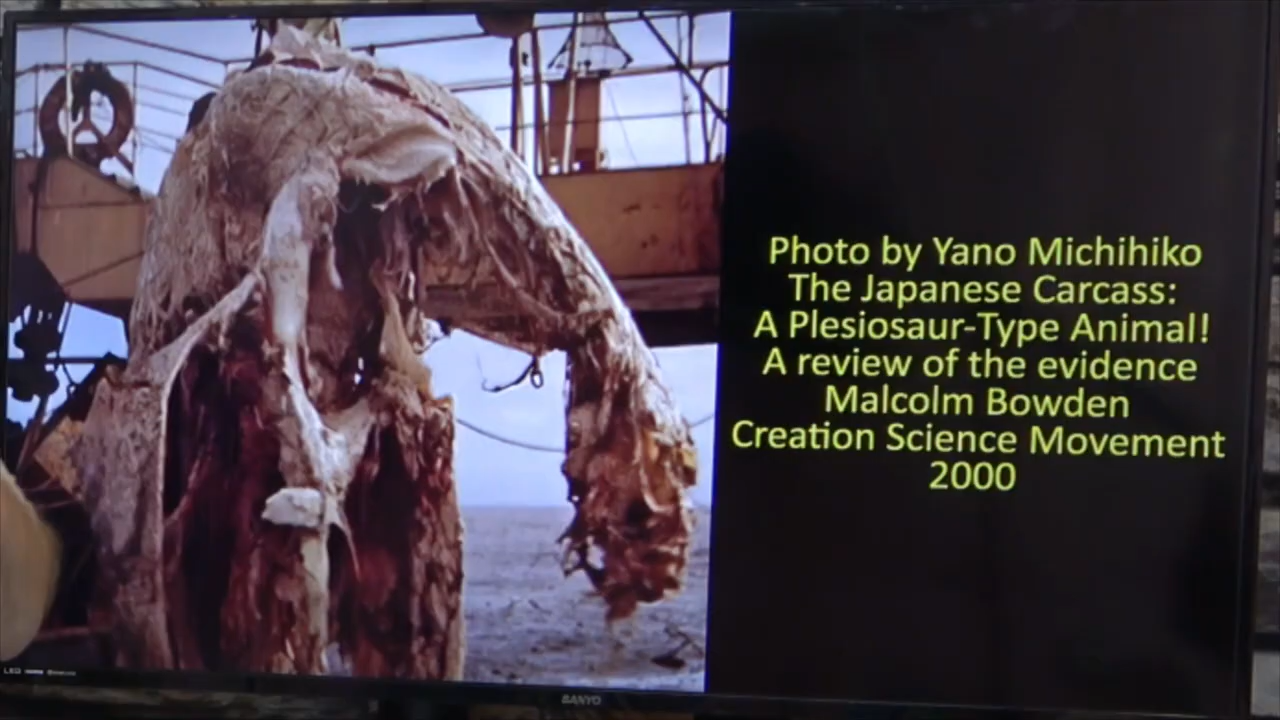 Photo by Yano Michihiko
The Japanese Carcass:
A Plesiosaur-Type Animal!
A review of the evidence
Malcolm Bowden
Creation Science Movement
2000
LED
SANYO